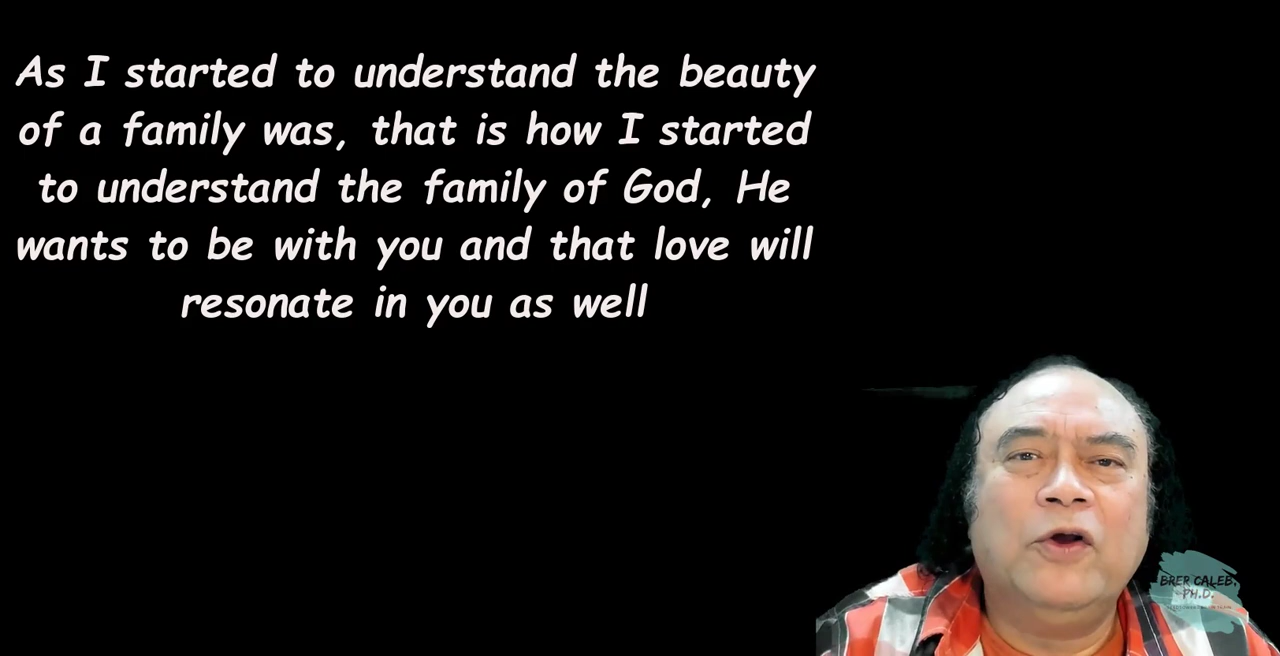 As I started to understand the beauty
of a family was, that is how I started
to understand the family of God, He
wants to be with you and that love will
resonate in you as well
BRER CALEB,
PH.D.